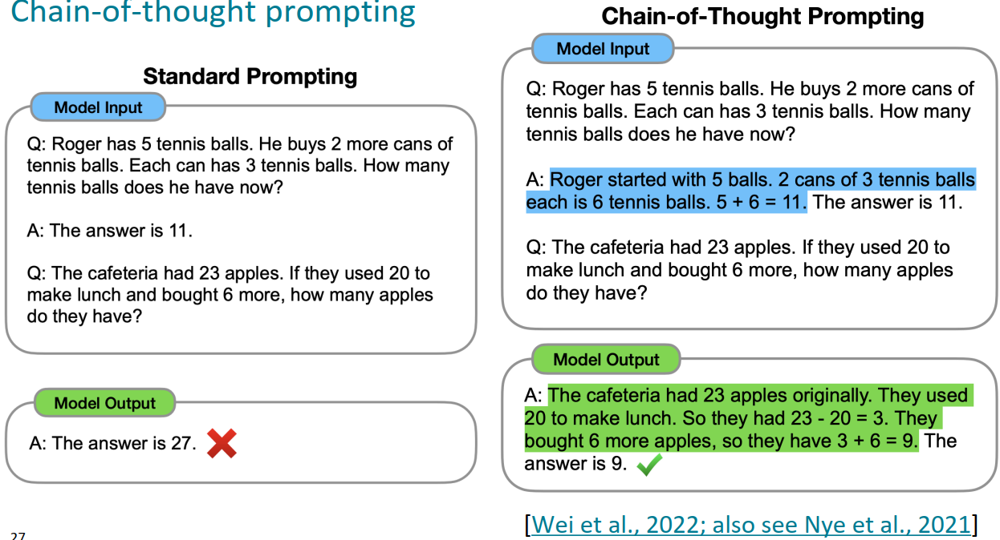 Chain-of-thought prompting
Standard Prompting
Model Input
Q: Roger has 5 tennis balls. He buys 2 more cans of
tennis balls. Each can has 3 tennis balls. How many
tennis balls does he have now?
A: The answer is 11.
Q: The cafeteria had 23 apples. If they used 20 to
make lunch and bought 6 more, how many apples
do they have?
Model Output
A: The answer is 27.
Chain-of-Thought Prompting
Model Input
Q: Roger has 5 tennis balls. He buys 2 more cans of
tennis balls. Each can has 3 tennis balls. How many
tennis balls does he have now?
A: Roger started with 5 balls. 2 cans of 3 tennis balls
each is 6 tennis balls. 5 + 6 = 11. The answer is 11.
Q: The cafeteria had 23 apples. If they used 20 to
make lunch and bought 6 more, how many apples
do they have?
Model Output
A: The cafeteria had 23 apples originally. They used
20 to make lunch. So they had 23 - 20 = 3. They
bought 6 more apples, so they have 3 + 6 = 9. The
answer is 9.
[Wei et al., 2022; also see Nye et al., 2021]
27